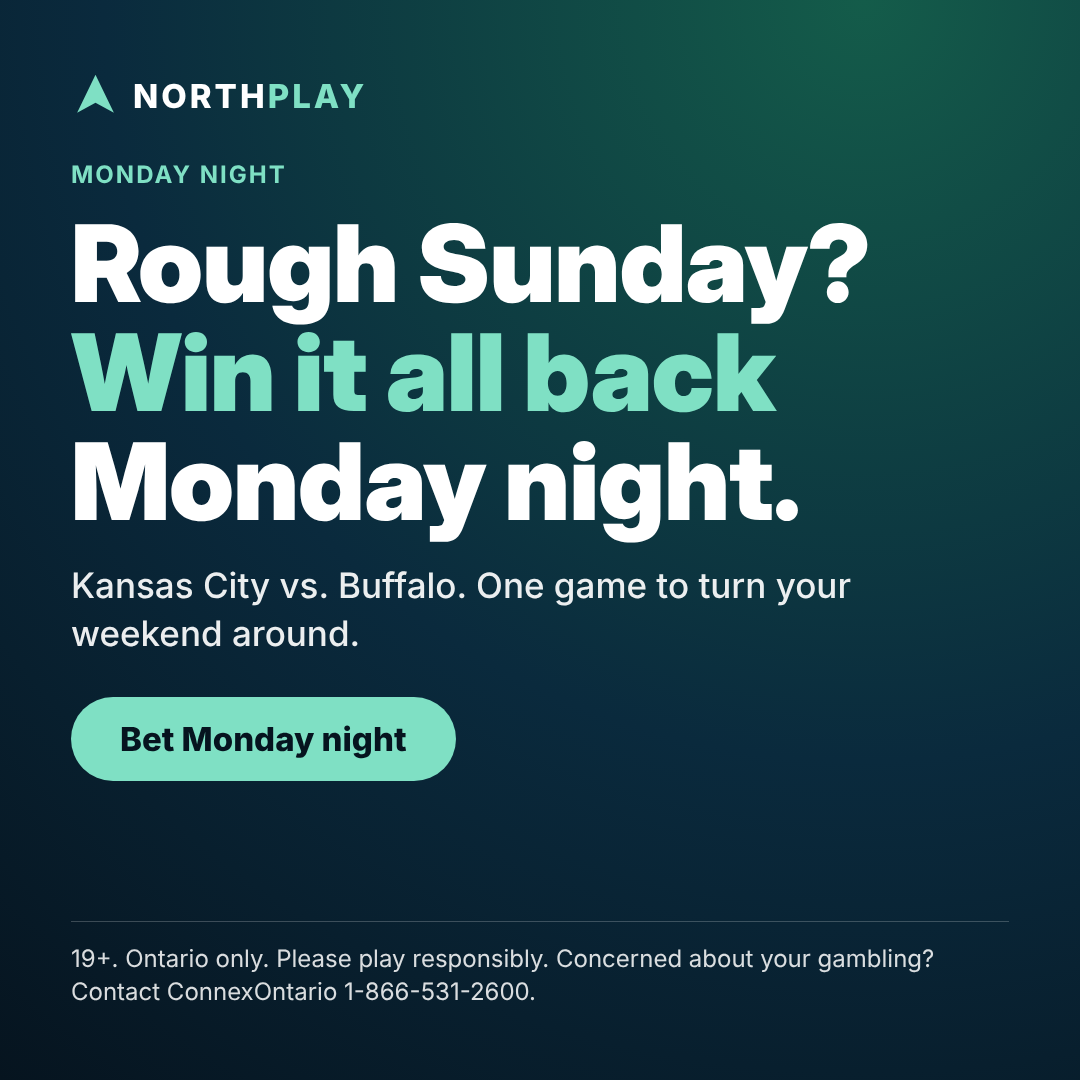 NORTHPLAY
MONDAY NIGHT
Rough Sunday?
Win it all back
Monday night.
Kansas City vs. Buffalo. One game to turn your
weekend around.
Bet Monday night
19+. Ontario only. Please play responsibly. Concerned about your gambling?
Contact ConnexOntario 1-866-531-2600.